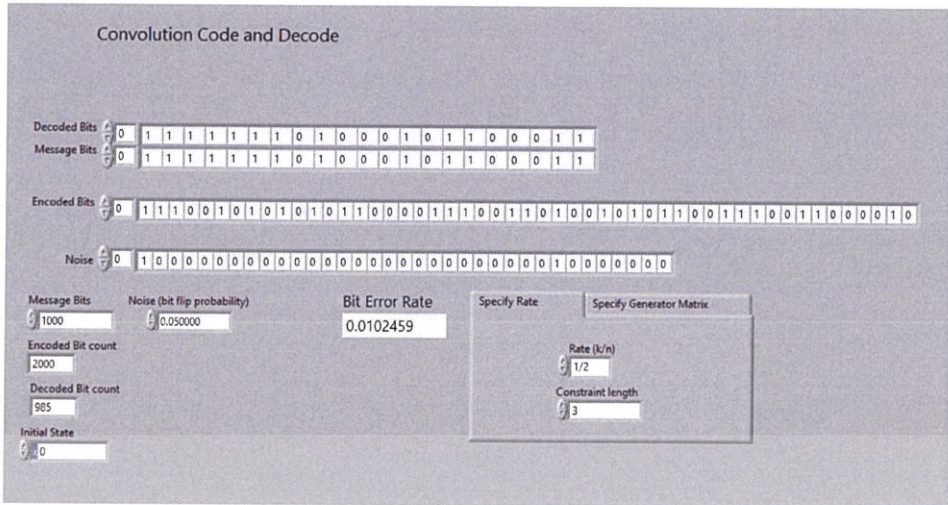 Convolution Code and Decode
Decoded Bits 0 1 1 1 1 1 1 1 0 1 0 0 0 1 0 1 1 0 0 0 1 1
Message Bits 0 1 1 1 1 1 1 1 0 1 0 0 0 1 0 1 1 0 0 0 1 1
Encoded Bits 0 1 1 1 0 0 1 0 1 0 1 0 1 0 1 1 0 0 0 0 1 1 1 0 0 1 1 0 1 0 0 1 0 1 0 1 1 0 0 1 1 1 0 0 1 1 0 0 0 0 1 0
Noise 0 1 0 0 0 0 0 0 0 0 0 0 0 0 0 0 0 0 0 0 0 0 0 0 0 0 0 0 1 0 0 0 0 0 0 0
Message Bits Noise (bit flip probability) Bit Error Rate Specify Rate Specify Generator Matrix
1000 0.050000 0.0102459
Encoded Bit count Rate (k/n)
2000 1/2
Decoded Bit count Constraint length
985 3
Initial State
0